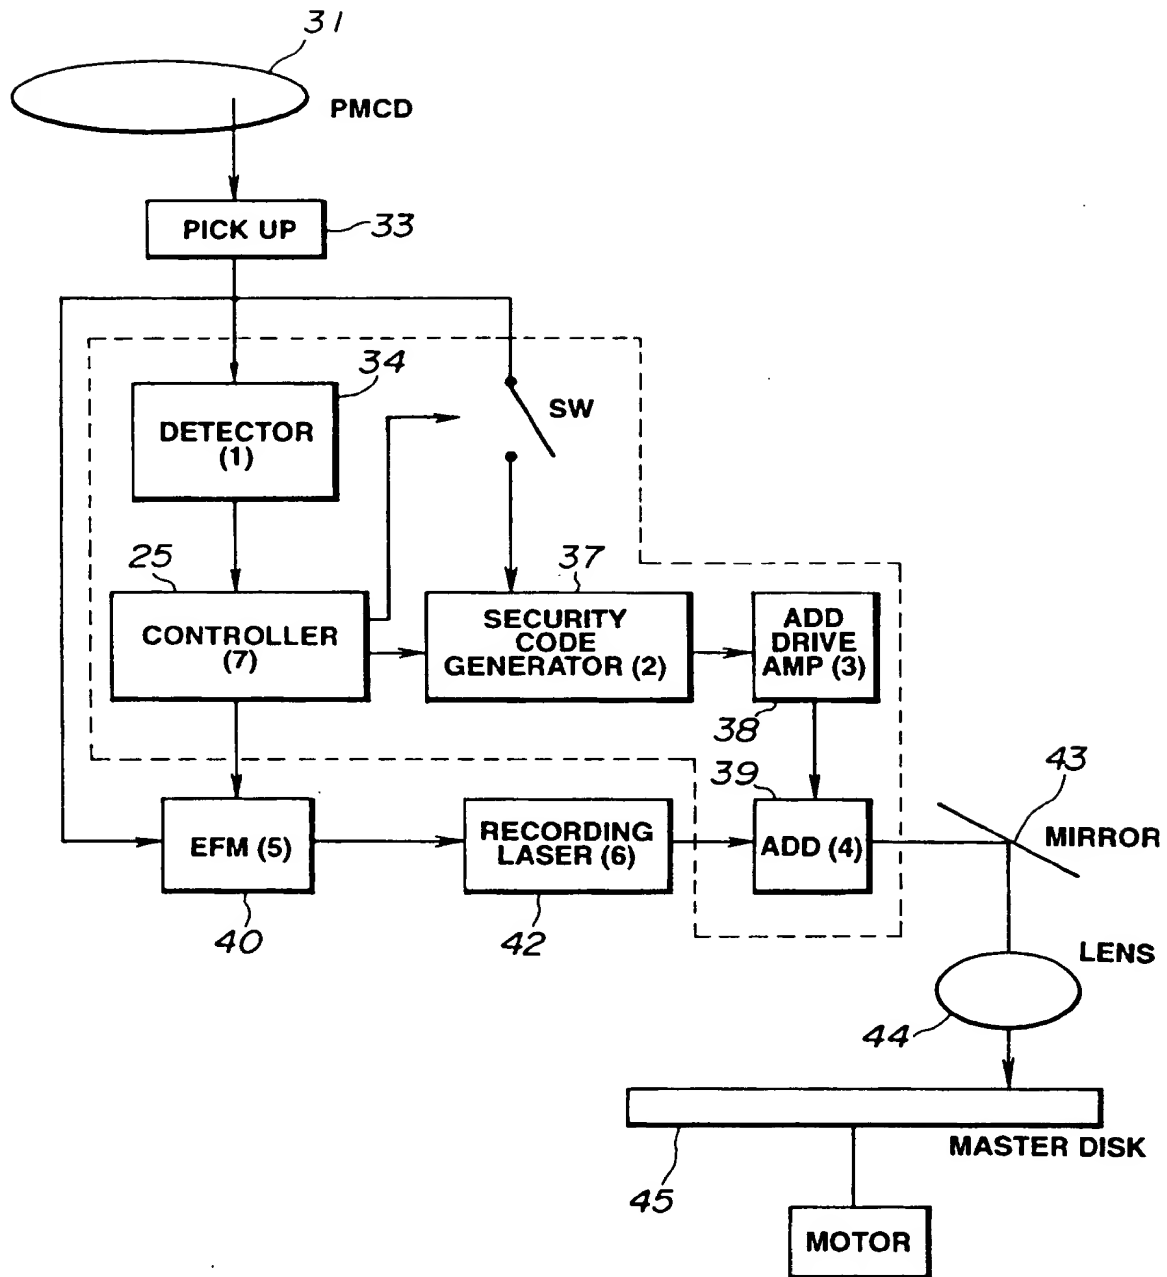 31
PMCD
PICK UP
33
34
DETECTOR
(1)
SW
25
37
CONTROLLER
(7)
SECURITY
CODE
GENERATOR (2)
ADD
DRIVE
AMP (3)
38
39
43
EFM (5)
RECORDING
LASER (6)
ADD (4)
MIRROR
40
42
LENS
44
MASTER DISK
45
MOTOR